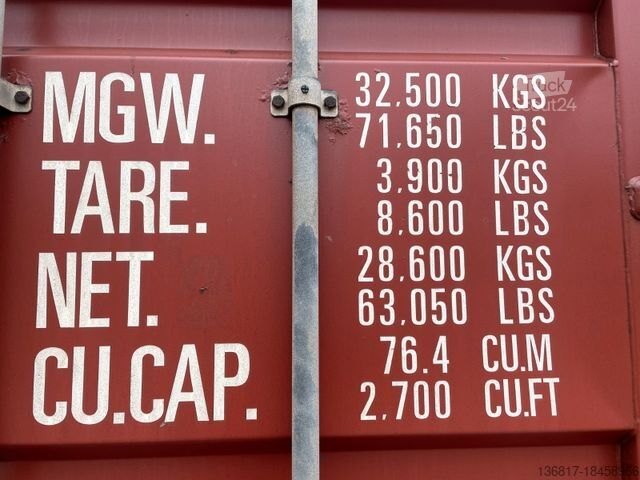 MGW. 32,500 KGS
71,650 LBS
TARE. 3,900 KGS
8,600 LBS
NET. 28,600 KGS
63,050 LBS
CU.CAP. 76.4 CU.M
2,700 CU.FT